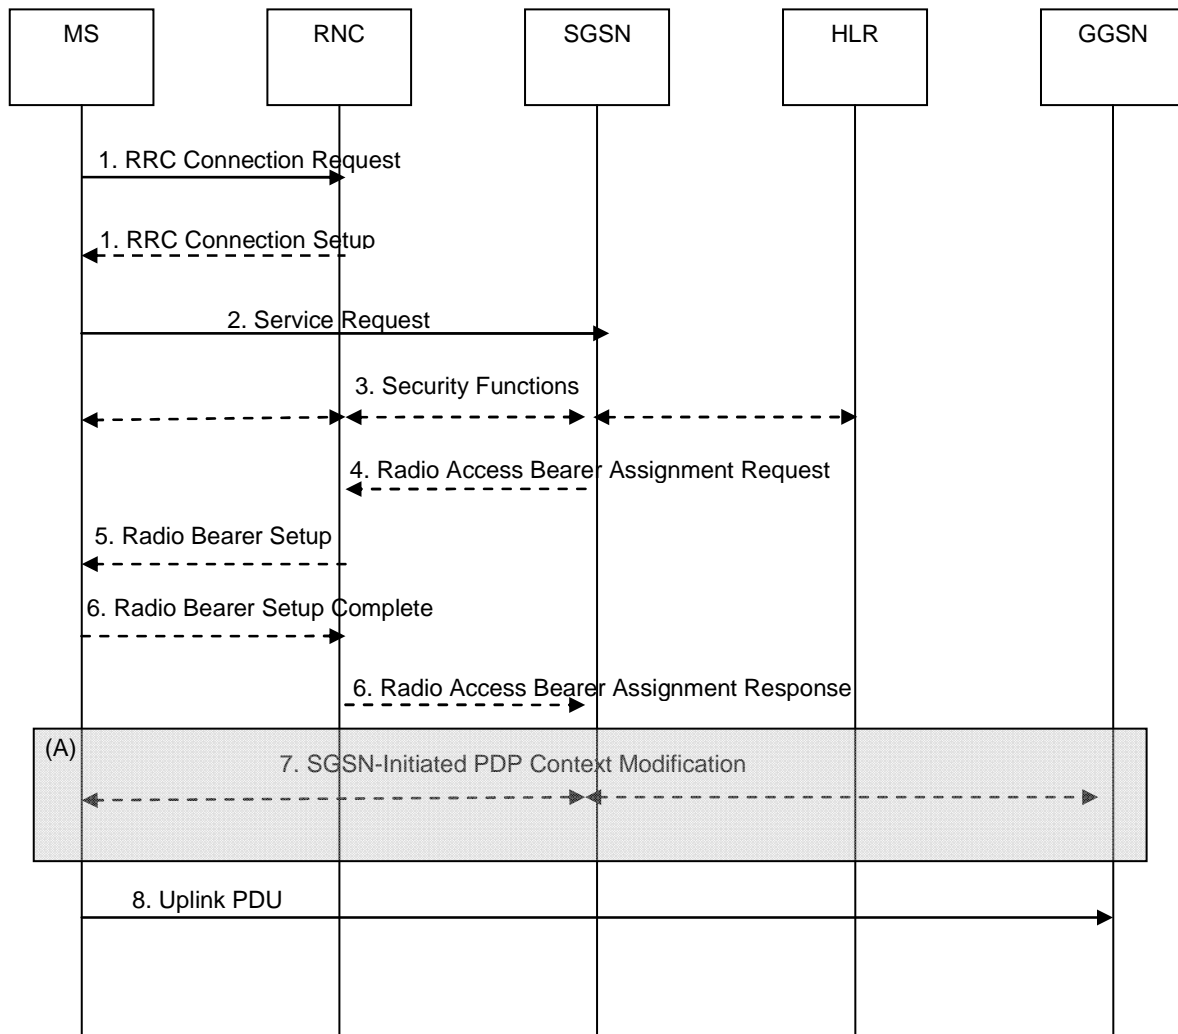 MS
RNC
SGSN
HLR
GGSN
1. RRC Connection Request
1. RRC Connection Setup
2. Service Request
3. Security Functions
4. Radio Access Bearer Assignment Request
5. Radio Bearer Setup
6. Radio Bearer Setup Complete
6. Radio Access Bearer Assignment Response
(A)
7. SGSN-Initiated PDP Context Modification
8. Uplink PDU